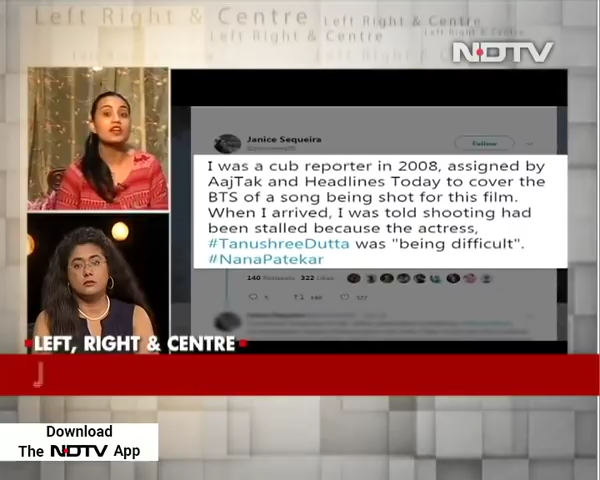 Left Right & Centre Left Right & Centre
Left Right & Centre
NDTV
Janice Sequeira
Follow
I was a cub reporter in 2008, assigned by
AajTak and Headlines Today to cover the
BTS of a song being shot for this film.
When I arrived, I was told shooting had
been stalled because the actress,
#TanushreeDutta was "being difficult".
#NanaPatekar
140 Retweets 322 Likes
LEFT, RIGHT & CENTRE
J
Download
The NDTV App